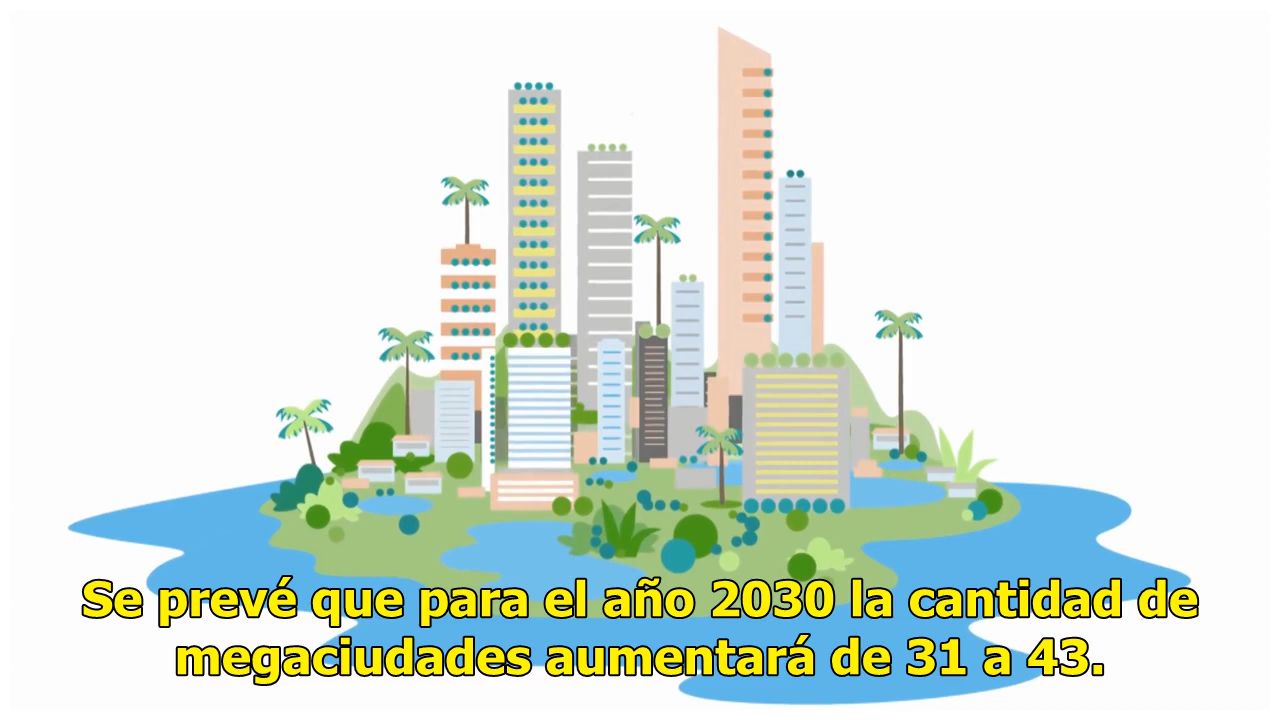 Se prevé que para el año 2030 la cantidad de
megaciudades aumentará de 31 a 43.